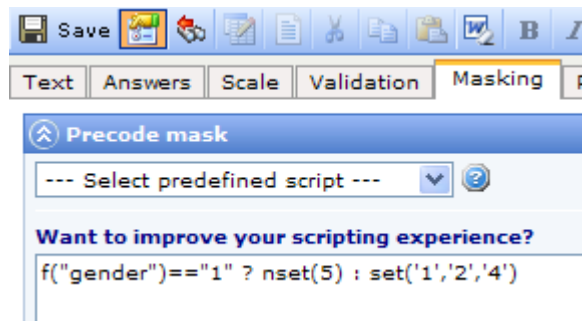 Save B I
Text Answers Scale Validation Masking
Precode mask
--- Select predefined script ---
Want to improve your scripting experience?
f("gender")=="1" ? nset(5) : set('1','2','4')